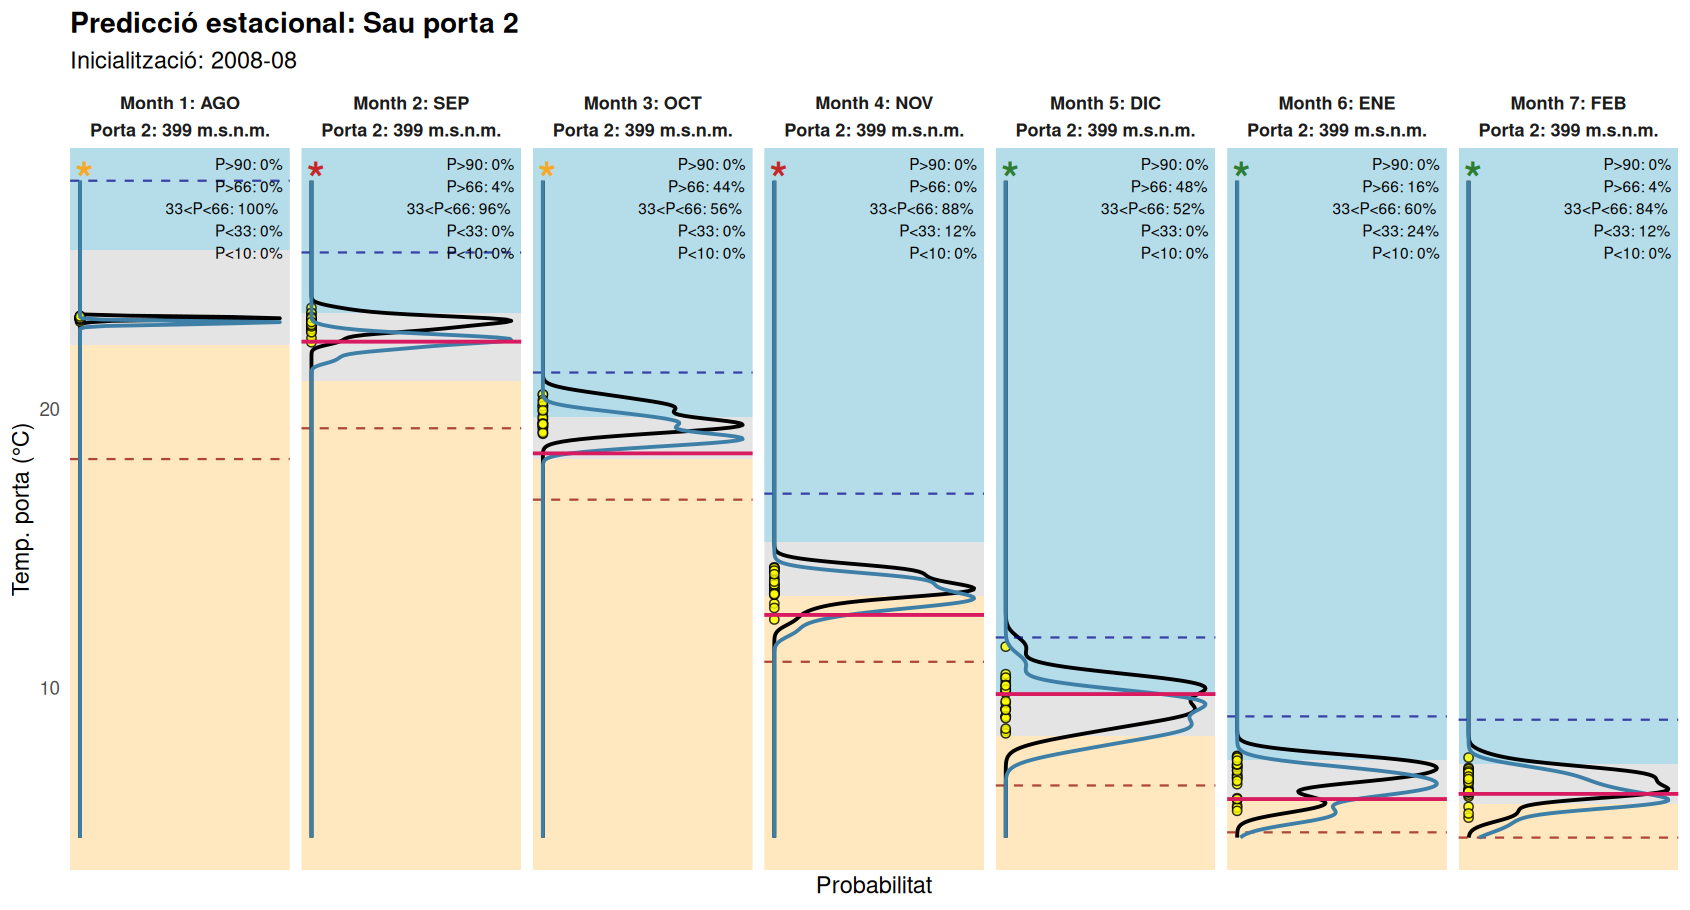 Predicció estacional: Sau porta 2
Inicialització: 2008-08
Month 1: AGO
Porta 2: 399 m.s.n.m.
Month 2: SEP
Porta 2: 399 m.s.n.m.
Month 3: OCT
Porta 2: 399 m.s.n.m.
Month 4: NOV
Porta 2: 399 m.s.n.m.
Month 5: DIC
Porta 2: 399 m.s.n.m.
Month 6: ENE
Porta 2: 399 m.s.n.m.
Month 7: FEB
Porta 2: 399 m.s.n.m.
*
P>90: 0%
P>66: 0%
33<P<66: 100%
P<33: 0%
P<10: 0%
*
P>90: 0%
P>66: 4%
33<P<66: 96%
P<33: 0%
P<10: 0%
*
P>90: 0%
P>66: 44%
33<P<66: 56%
P<33: 0%
P<10: 0%
*
P>90: 0%
P>66: 0%
33<P<66: 88%
P<33: 12%
P<10: 0%
*
P>90: 0%
P>66: 48%
33<P<66: 52%
P<33: 0%
P<10: 0%
*
P>90: 0%
P>66: 16%
33<P<66: 60%
P<33: 24%
P<10: 0%
*
P>90: 0%
P>66: 4%
33<P<66: 84%
P<33: 12%
P<10: 0%
Temp. porta (°C)
20
10
Probabilitat